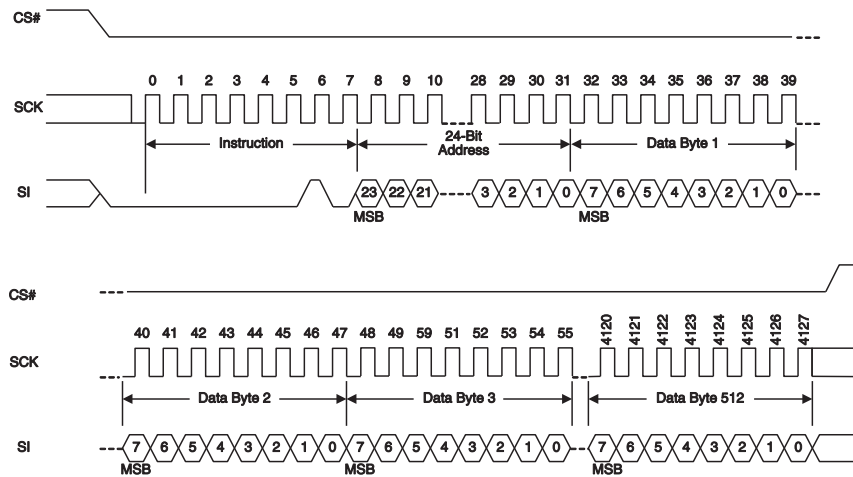 CS#
0 1 2 3 4 5 6 7 8 9 10 28 29 30 31 32 33 34 35 36 37 38 39
SCK
Instruction
24-Bit
Address
Data Byte 1
SI
23 22 21 3 2 1 0 7 6 5 4 3 2 1 0
MSB MSB
CS#
40 41 42 43 44 45 46 47 48 49 59 51 52 53 54 55 4120 4121 4122 4123 4124 4125 4126 4127
SCK
Data Byte 2 Data Byte 3 Data Byte 512
SI
7 6 5 4 3 2 1 0 7 6 5 4 3 2 1 0 7 6 5 4 3 2 1 0
MSB MSB MSB